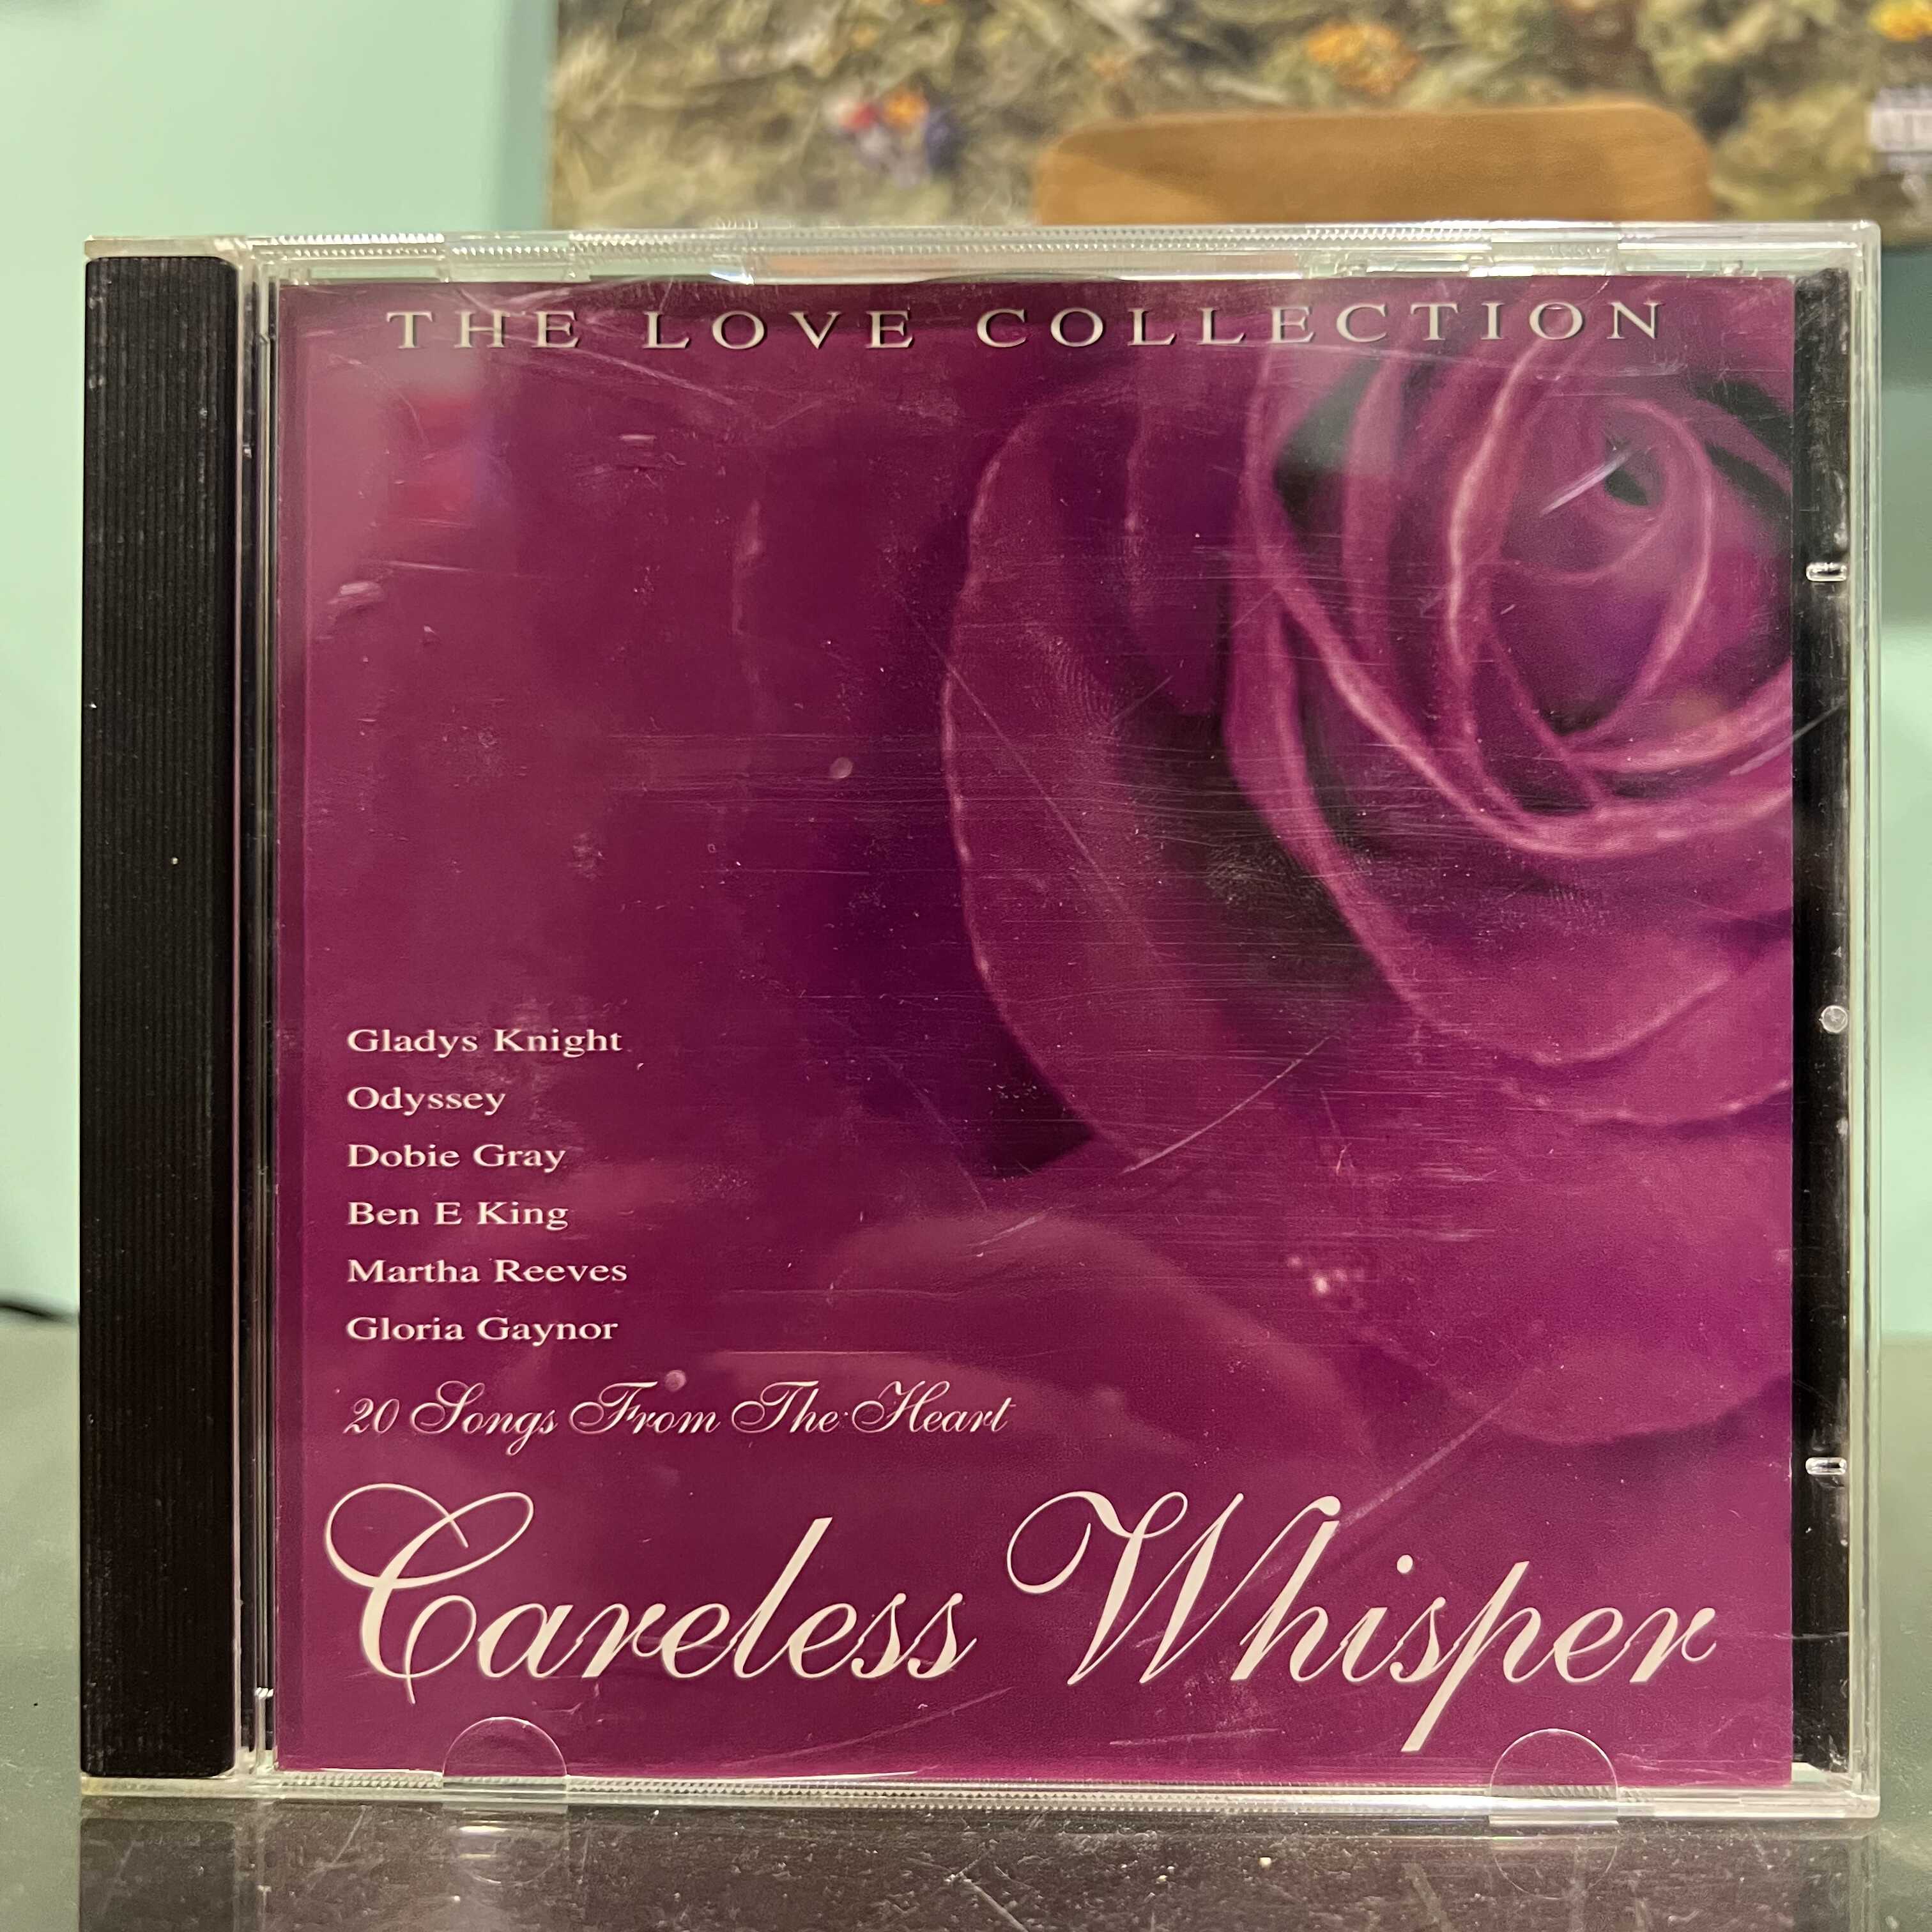 THE LOVE COLLECTION
Gladys Knight
Odyssey
Dobie Gray
Ben E King
Martha Reeves
Gloria Gaynor
20 Songs From The Heart
Careless Whisper